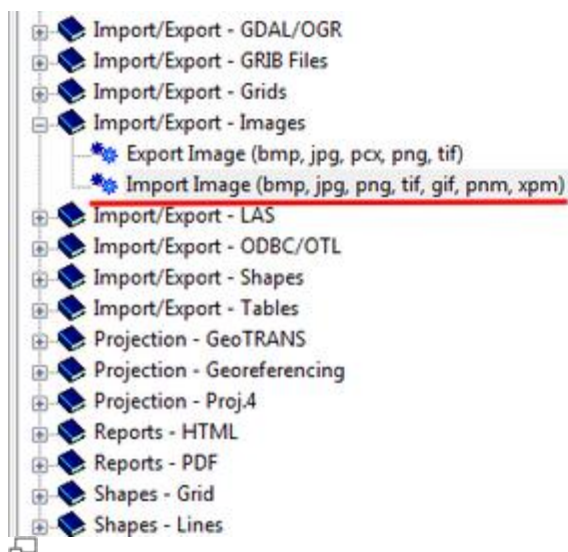 Import/Export - GDAL/OGR
Import/Export - GRIB Files
Import/Export - Grids
Import/Export - Images
Export Image (bmp, jpg, pcx, png, tif)
Import Image (bmp, jpg, png, tif, gif, pnm, xpm)
Import/Export - LAS
Import/Export - ODBC/OTL
Import/Export - Shapes
Import/Export - Tables
Projection - GeoTRANS
Projection - Georeferencing
Projection - Proj.4
Reports - HTML
Reports - PDF
Shapes - Grid
Shapes - Lines